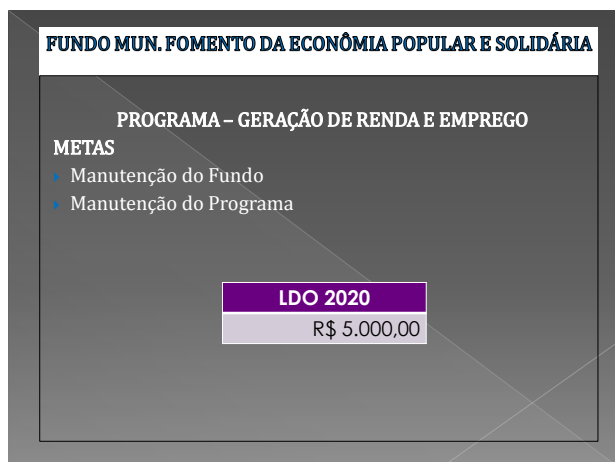 FUNDO MUN. FOMENTO DA ECONÔMIA POPULAR E SOLIDÁRIA
PROGRAMA – GERAÇÃO DE RENDA E EMPREGO
METAS
Manutenção do Fundo
Manutenção do Programa
LDO 2020
R$ 5.000,00